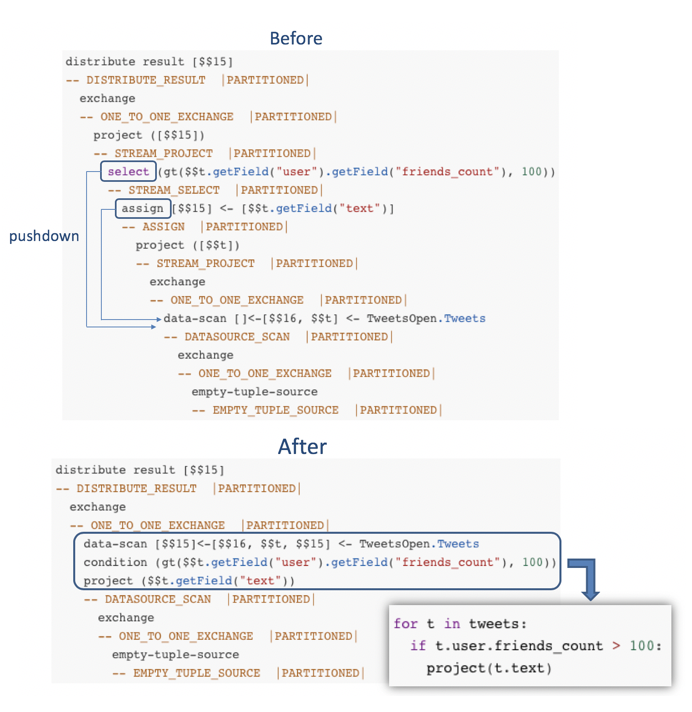 Before
distribute result [$$15]
-- DISTRIBUTE_RESULT |PARTITIONED|
exchange
-- ONE_TO_ONE_EXCHANGE |PARTITIONED|
project ([$$15])
-- STREAM_PROJECT |PARTITIONED|
select (gt($$t.getField("user").getField("friends_count"), 100))
-- STREAM_SELECT |PARTITIONED|
assign [$$15] <- [$$t.getField("text")]
-- ASSIGN |PARTITIONED|
pushdown
project ([$$t])
-- STREAM_PROJECT |PARTITIONED|
exchange
-- ONE_TO_ONE_EXCHANGE |PARTITIONED|
data-scan []<-[$$16, $$t] <- TweetsOpen.Tweets
-- DATASOURCE_SCAN |PARTITIONED|
exchange
-- ONE_TO_ONE_EXCHANGE |PARTITIONED|
empty-tuple-source
-- EMPTY_TUPLE_SOURCE |PARTITIONED|
After
distribute result [$$15]
-- DISTRIBUTE_RESULT |PARTITIONED|
exchange
-- ONE_TO_ONE_EXCHANGE |PARTITIONED|
data-scan [$$15]<-[$$16, $$t, $$15] <- TweetsOpen.Tweets
condition (gt($$t.getField("user").getField("friends_count"), 100))
project ($$t.getField("text"))
-- DATASOURCE_SCAN |PARTITIONED|
exchange
-- ONE_TO_ONE_EXCHANGE |PARTITIONED|
empty-tuple-source
-- EMPTY_TUPLE_SOURCE |PARTITIONED|
for t in tweets:
if t.user.friends_count > 100:
project(t.text)